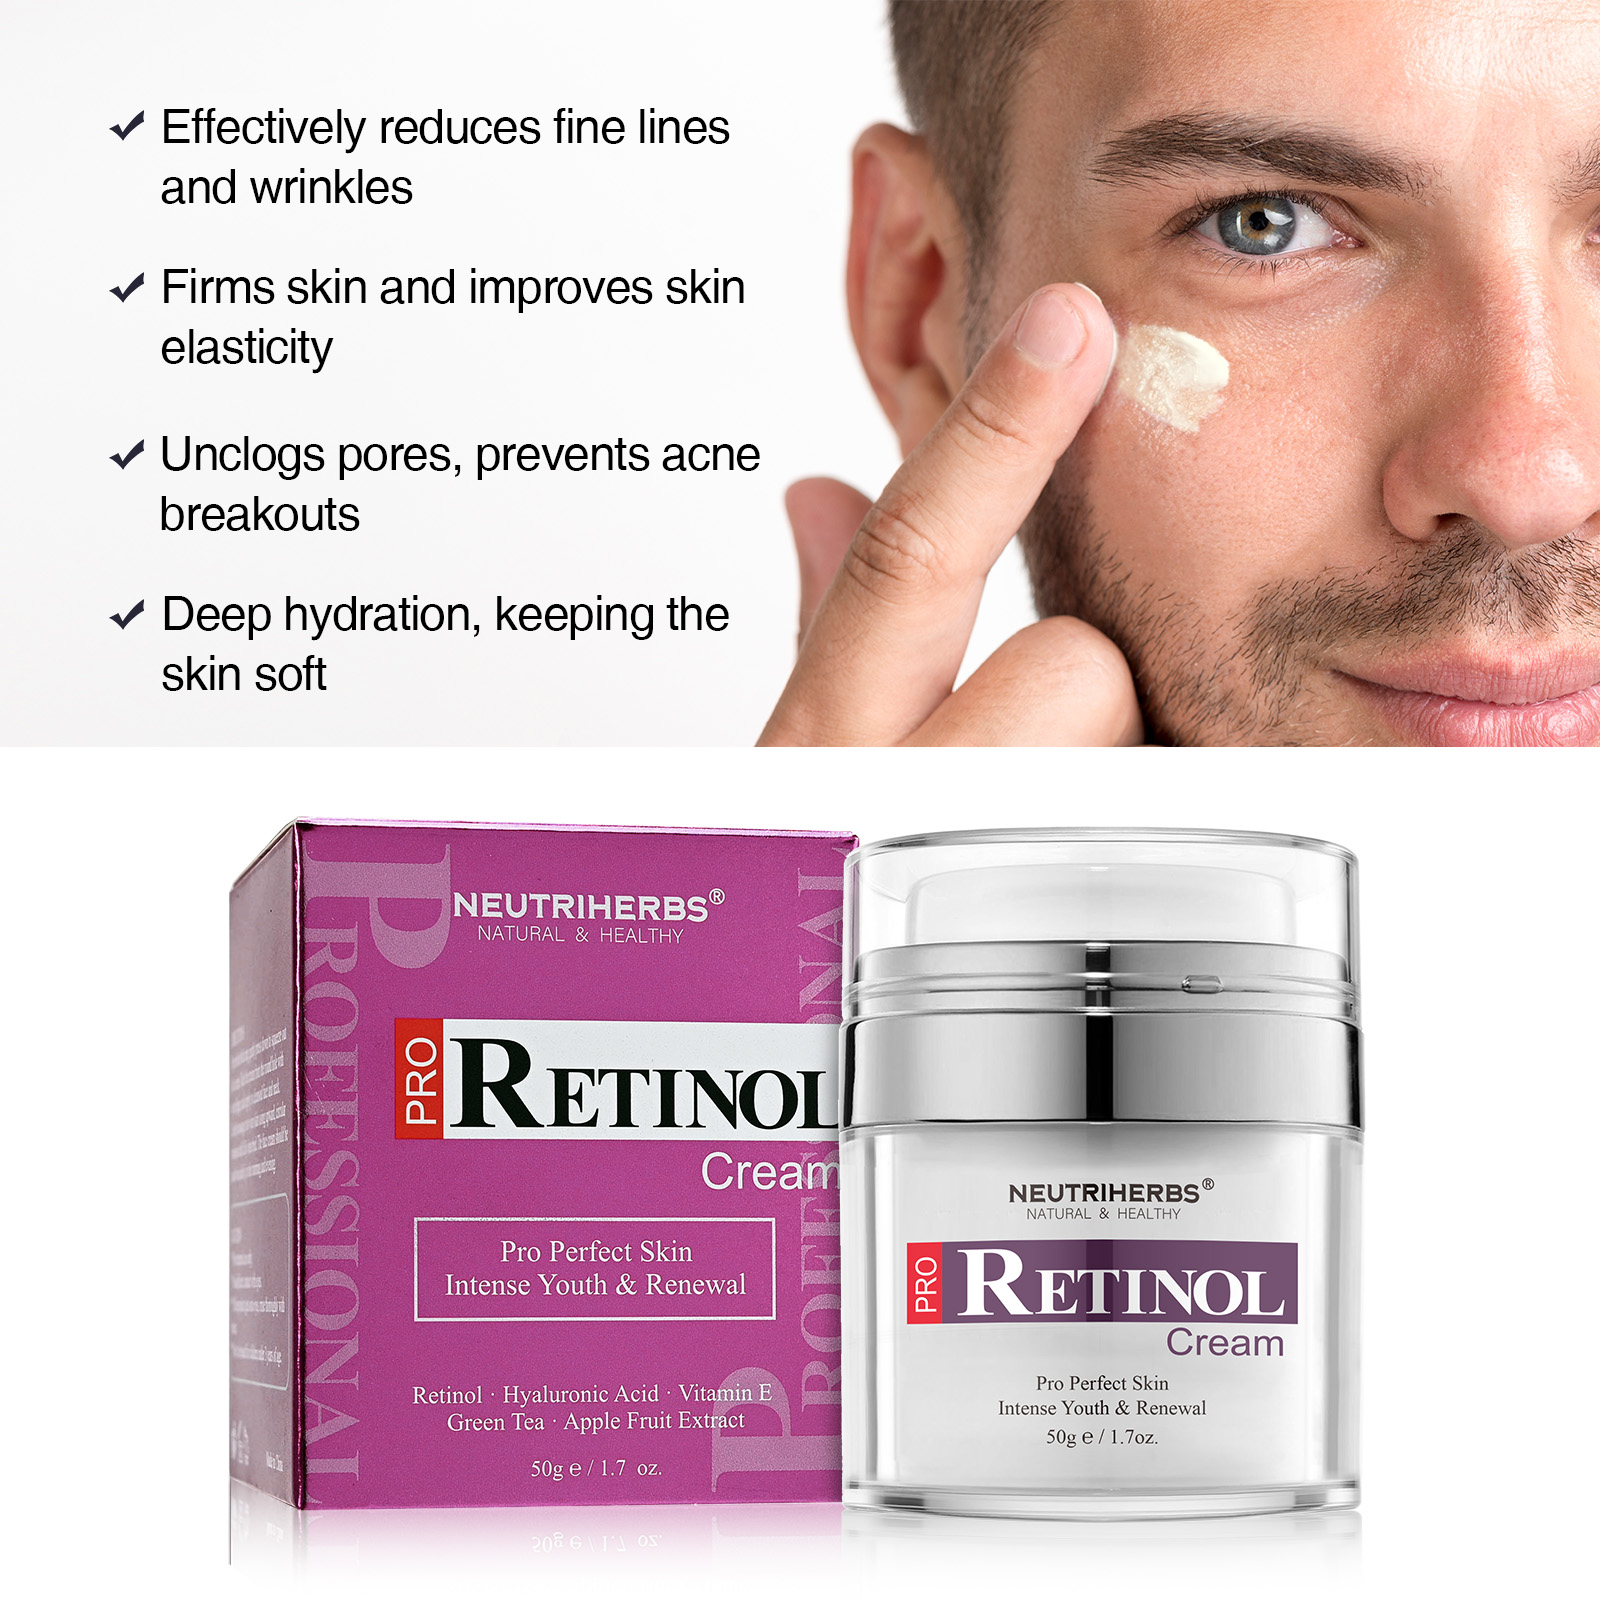 Effectively reduces fine lines
and wrinkles
Firms skin and improves skin
elasticity
Unclogs pores, prevents acne
breakouts
Deep hydration, keeping the
skin soft
PROFESSIONAL
NEUTRIHERBS®
NATURAL & HEALTHY
PRO RETINOL
Cream
Pro Perfect Skin
Intense Youth & Renewal
Retinol · Hyaluronic Acid · Vitamin E
Green Tea · Apple Fruit Extract
50g e / 1.7 oz.
Made in China
NEUTRIHERBS®
NATURAL & HEALTHY
PRO RETINOL
Cream
Pro Perfect Skin
Intense Youth & Renewal
50g e / 1.7oz.